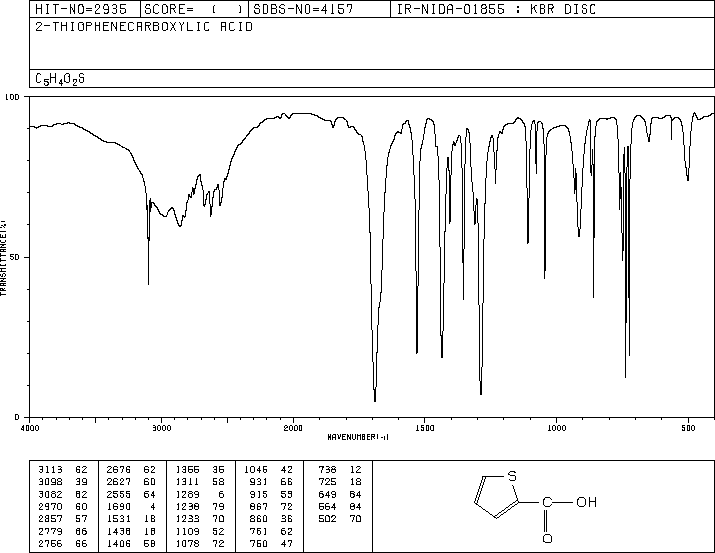 HIT-NO=2935 SCORE= ( ) SDBS-NO=4157 IR-NIDA-01855 : KBR DISC
2-THIOPHENECARBOXYLIC ACID
C5H4O2S
100
50
0
TRANSMITTANCE(%)
4000 3000 2000 1500 1000 500
WAVENUMBER(-1)
3113 62 2676 62 1355 35 1046 42 738 12
3098 39 2627 60 1311 58 931 66 725 18
3082 62 2555 64 1289 6 915 53 649 84
2970 60 1690 4 1238 79 867 72 564 84
2857 57 1531 18 1233 70 860 36 502 70
2779 66 1438 18 1109 52 761 62
2756 66 1406 58 1078 72 750 47
S
C
OH
O